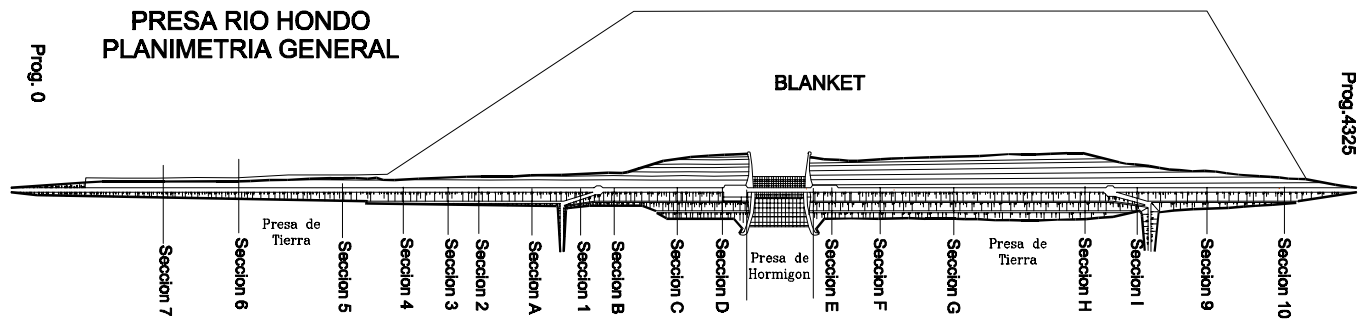 PRESA RIO HONDO
PLANIMETRIA GENERAL
Prog. 0
BLANKET
Prog.4325
Presa de
Tierra
Presa de
Hormigon
Presa de
Tierra
Seccion 7
Seccion 6
Seccion 5
Seccion 4
Seccion 3
Seccion 2
Seccion A
Seccion 1
Seccion B
Seccion C
Seccion D
Seccion E
Seccion F
Seccion G
Seccion H
Seccion I
Seccion 9
Seccion 10